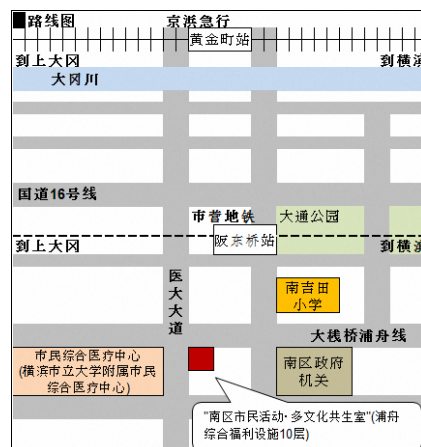 ■路线图
京浜急行
黄金町站
到上大冈
到横滨
大冈川
国道16号线
市营地铁
大通公园
到上大冈
阪东桥站
到横滨
医大大道
南吉田
小学
大栈桥浦舟线
市民综合医疗中心
(横滨市立大学附属市民
综合医疗中心)
南区政府
机关
"南区市民活动·多文化共生室"(浦舟
综合福利设施10层)